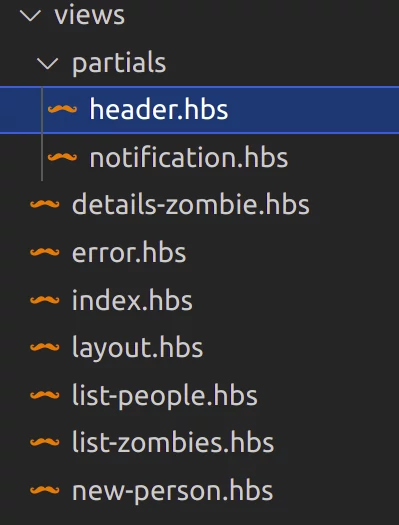 views
partials
header.hbs
notification.hbs
details-zombie.hbs
error.hbs
index.hbs
layout.hbs
list-people.hbs
list-zombies.hbs
new-person.hbs